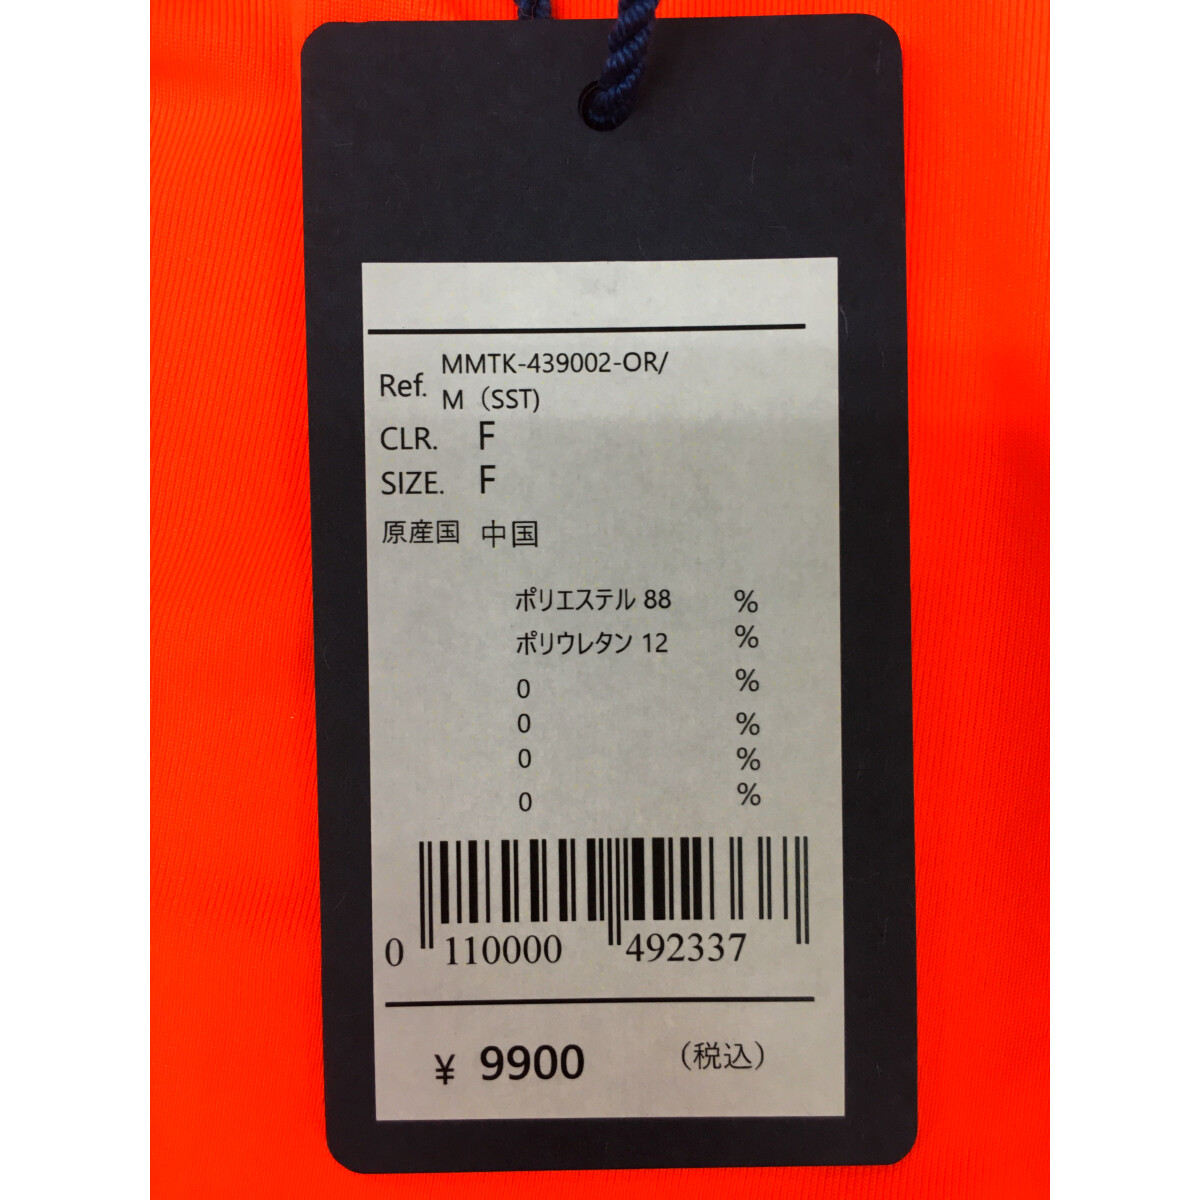 Ref. MMTK-439002-OR/
M（SST)
CLR. F
SIZE. F
原産国 中国
ポリエステル 88 %
ポリウレタン 12 %
0 %
0 %
0 %
0 %
0 110000 492337
¥ 9900 （税込）